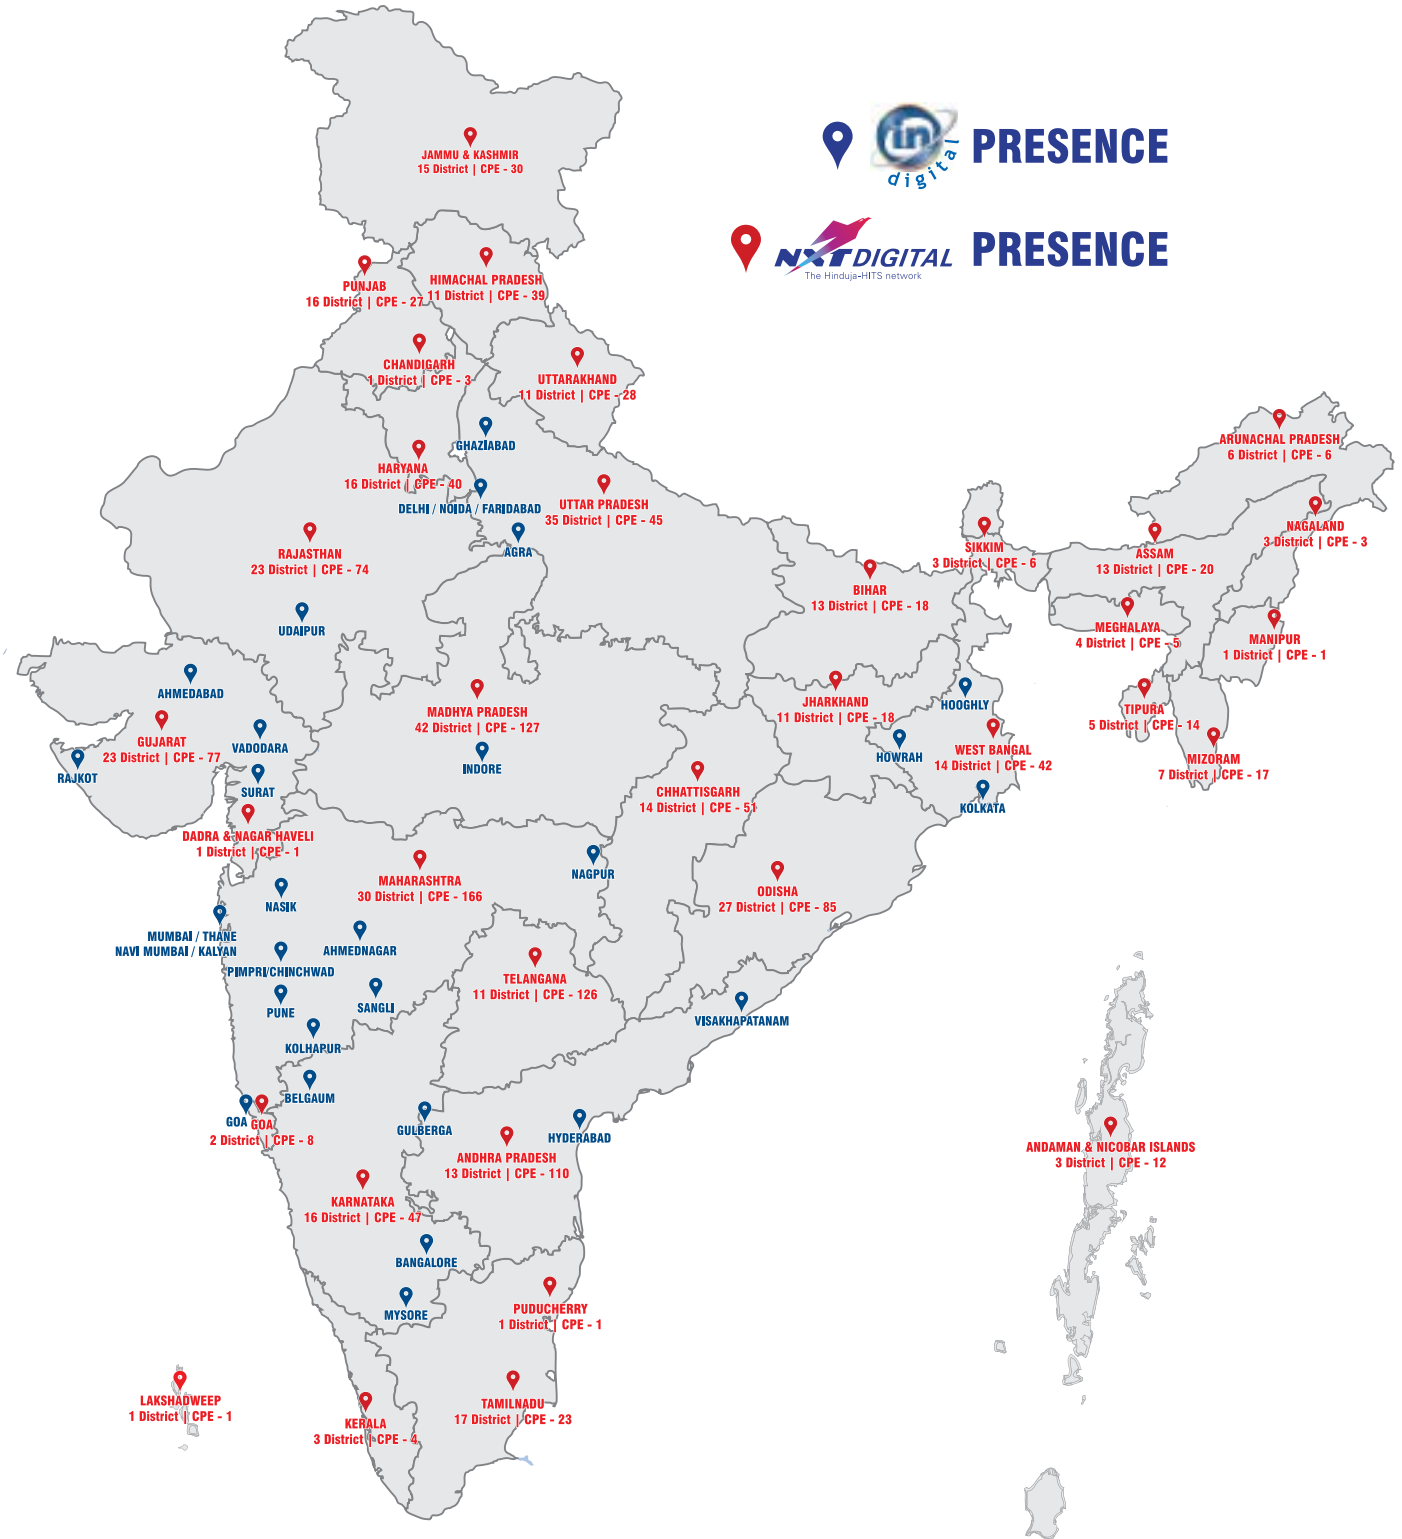 in
digital
PRESENCE
NXTDIGITAL
The Hinduja-HITS network
PRESENCE
JAMMU & KASHMIR
15 District | CPE - 30
HIMACHAL PRADESH
11 District | CPE - 39
PUNJAB
16 District | CPE - 27
CHANDIGARH
1 District | CPE - 3
UTTARAKHAND
11 District | CPE - 28
GHAZIABAD
HARYANA
16 District | CPE - 40
DELHI / NOIDA / FARIDABAD
UTTAR PRADESH
35 District | CPE - 45
AGRA
RAJASTHAN
23 District | CPE - 74
UDAIPUR
ARUNACHAL PRADESH
6 District | CPE - 6
NAGALAND
3 District | CPE - 3
SIKKIM
3 District | CPE - 6
ASSAM
13 District | CPE - 20
BIHAR
13 District | CPE - 18
MEGHALAYA
4 District | CPE - 5
MANIPUR
1 District | CPE - 1
AHMEDABAD
GUJARAT
23 District | CPE - 77
VADODARA
RAJKOT
SURAT
MADHYA PRADESH
42 District | CPE - 127
INDORE
JHARKHAND
11 District | CPE - 18
HOOGHLY
HOWRAH
WEST BANGAL
14 District | CPE - 42
KOLKATA
TIPURA
5 District | CPE - 14
MIZORAM
7 District | CPE - 17
CHHATTISGARH
14 District | CPE - 51
DADRA & NAGAR HAVELI
1 District | CPE - 1
MAHARASHTRA
30 District | CPE - 166
NAGPUR
ODISHA
27 District | CPE - 85
NASIK
MUMBAI / THANE
NAVI MUMBAI / KALYAN
AHMEDNAGAR
PIMPRI/CHINCHWAD
TELANGANA
11 District | CPE - 126
PUNE
SANGLI
VISAKHAPATANAM
KOLHAPUR
BELGAUM
GOA
GOA
2 District | CPE - 8
GULBERGA
HYDERABAD
ANDHRA PRADESH
13 District | CPE - 110
ANDAMAN & NICOBAR ISLANDS
3 District | CPE - 12
KARNATAKA
16 District | CPE - 47
BANGALORE
MYSORE
PUDUCHERRY
1 District | CPE - 1
LAKSHADWEEP
1 District | CPE - 1
KERALA
3 District | CPE - 4
TAMILNADU
17 District | CPE - 23